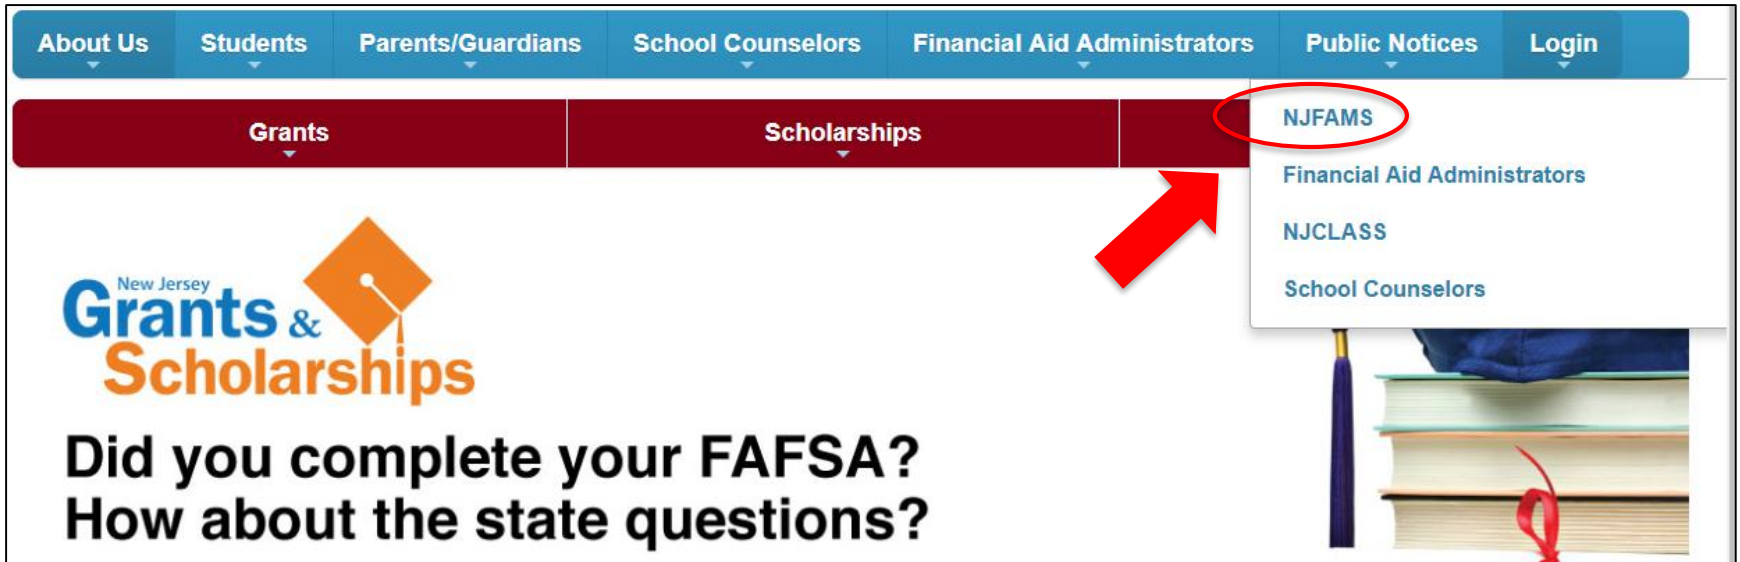 About Us Students Parents/Guardians School Counselors Financial Aid Administrators Public Notices Login
NJFAMS
Financial Aid Administrators
NJCLASS
School Counselors
Grants Scholarships
New Jersey
Grants &
Scholarships
Did you complete your FAFSA?
How about the state questions?